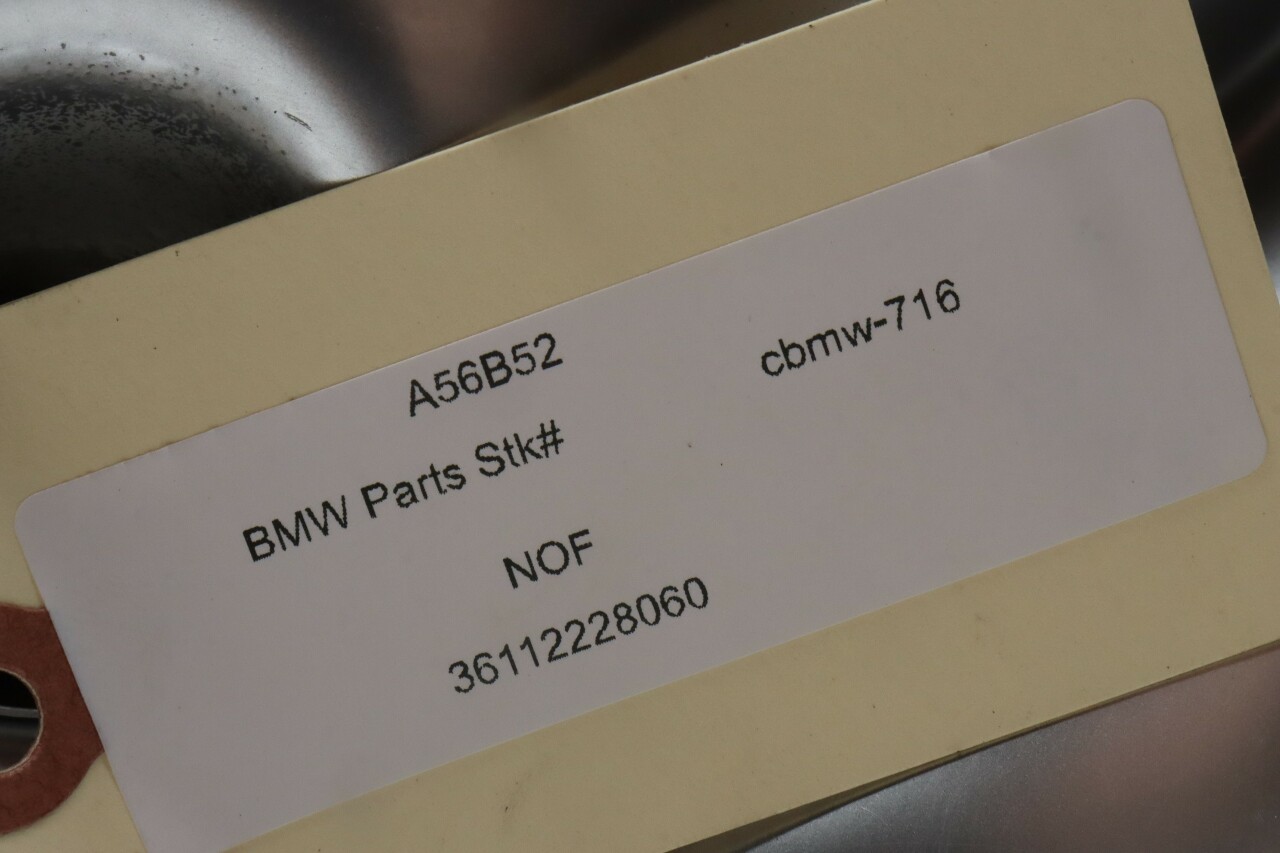 A56B52 cbmw-716
BMW Parts Stk#
NOF
36112228060